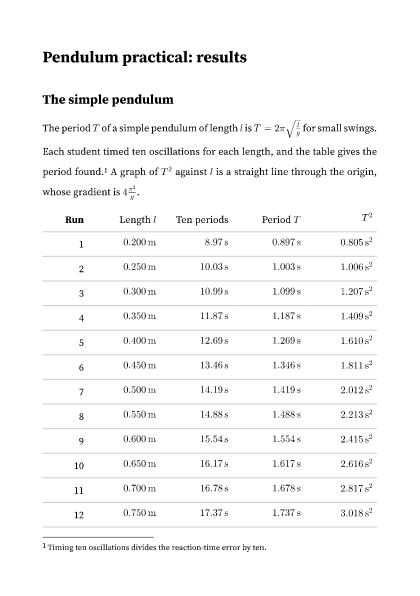 Pendulum practical: results
The simple pendulum
The period T of a simple pendulum of length l is T = 2π√(l/g) for small swings.
Each student timed ten oscillations for each length, and the table gives the
period found.¹ A graph of T² against l is a straight line through the origin,
whose gradient is 4π²/g.
Run Length l Ten periods Period T T²
1 0.200 m 8.97 s 0.897 s 0.805 s²
2 0.250 m 10.03 s 1.003 s 1.006 s²
3 0.300 m 10.99 s 1.099 s 1.207 s²
4 0.350 m 11.87 s 1.187 s 1.409 s²
5 0.400 m 12.69 s 1.269 s 1.610 s²
6 0.450 m 13.46 s 1.346 s 1.811 s²
7 0.500 m 14.19 s 1.419 s 2.012 s²
8 0.550 m 14.88 s 1.488 s 2.213 s²
9 0.600 m 15.54 s 1.554 s 2.415 s²
10 0.650 m 16.17 s 1.617 s 2.616 s²
11 0.700 m 16.78 s 1.678 s 2.817 s²
12 0.750 m 17.37 s 1.737 s 3.018 s²
¹ Timing ten oscillations divides the reaction-time error by ten.